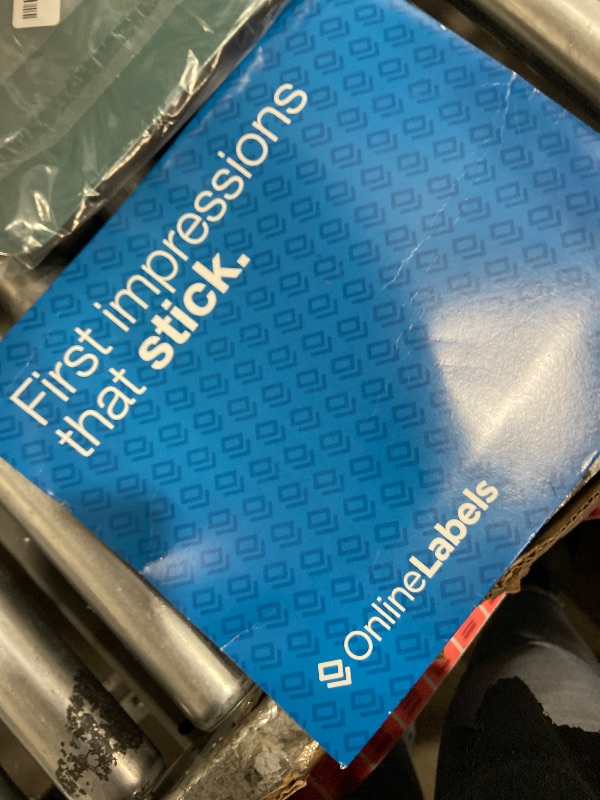 First impressions
that stick.
OnlineLabels